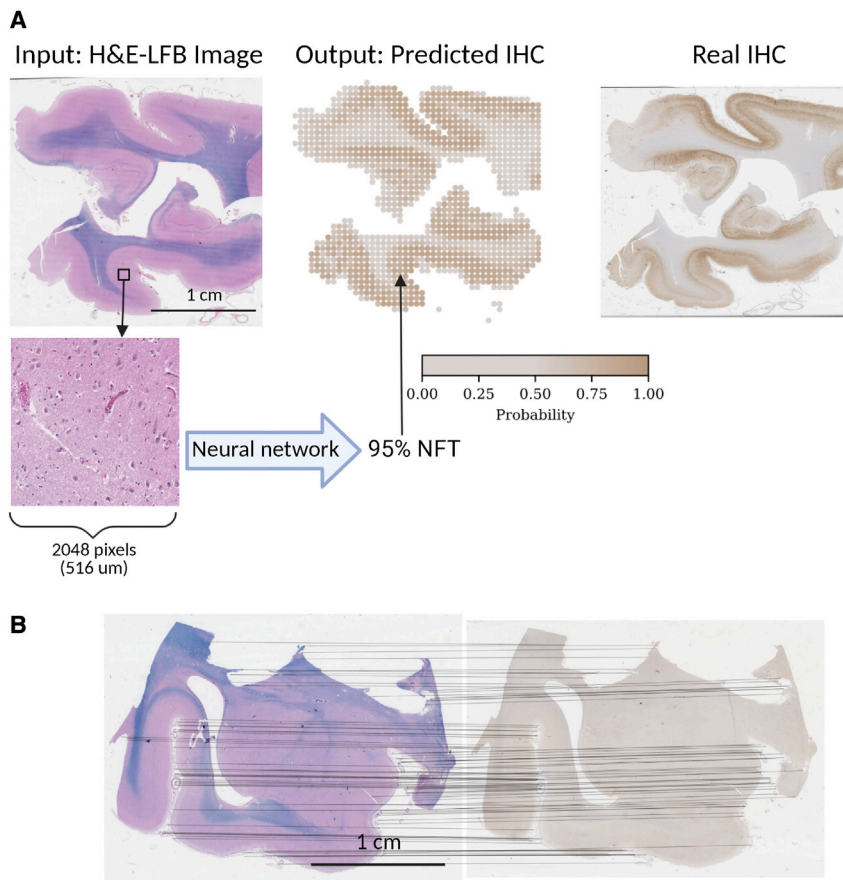 A
Input: H&E-LFB Image
Output: Predicted IHC
Real IHC
1 cm
0.00 0.25 0.50 0.75 1.00
Probability
Neural network
95% NFT
2048 pixels
(516 um)
B
1 cm